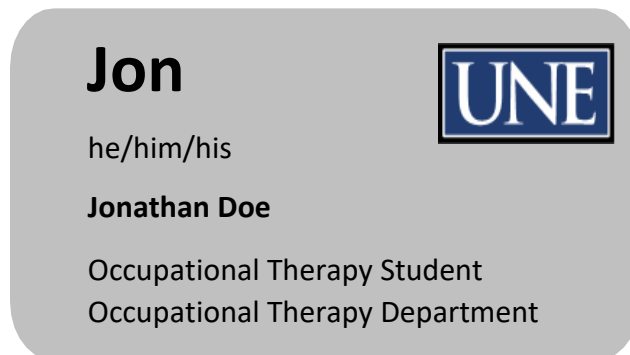 Jon
UNE
he/him/his
Jonathan Doe
Occupational Therapy Student
Occupational Therapy Department